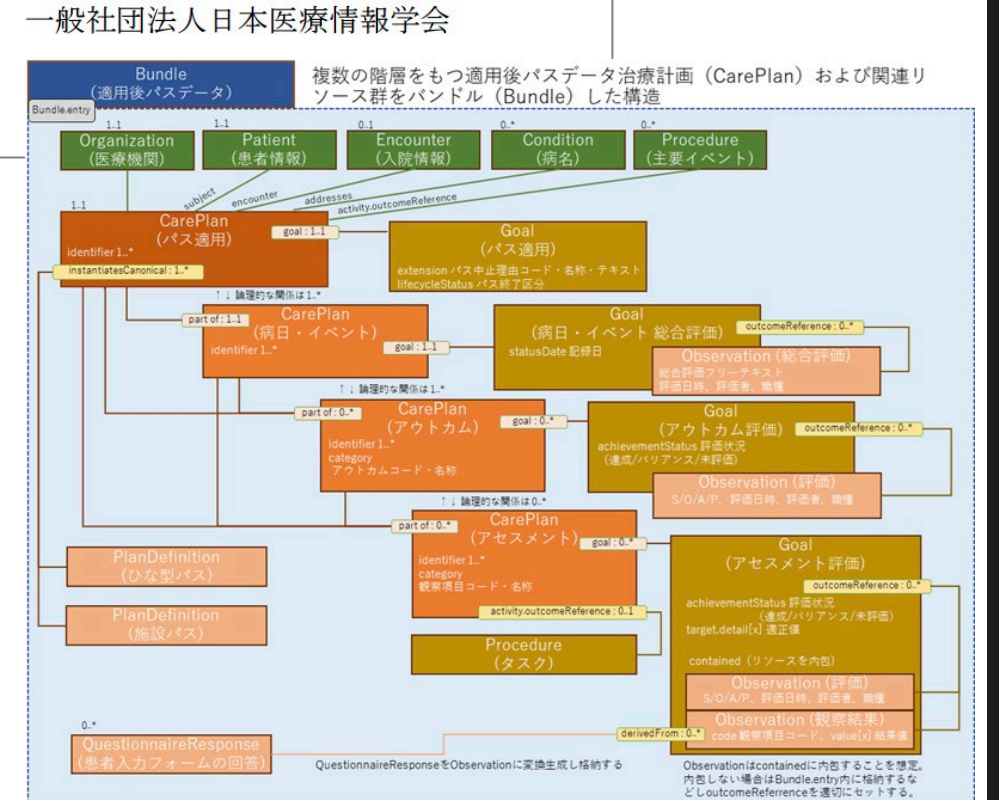 一般社団法人日本医療情報学会
Bundle
(適用後パスデータ)
複数の階層をもつ適用後パスデータ治療計画（CarePlan）および関連リ
ソース群をバンドル（Bundle）した構造
Bundle.entry
1..1
1..1
0..1
0..*
0..*
Organization
(医療機関)
Patient
(患者情報)
Encounter
(入院情報)
Condition
(病名)
Procedure
(主要イベント)
subject
encounter
addresses
activity.outcomeReference
1..1
CarePlan
(パス適用)
identifier 1..*
goal : 1..1
instantiatesCanonical : 1..*
Goal
(パス適用)
extension パス中止理由コード・名称・テキスト
lifecycleStatus パス終了区分
↑↓ 論理的な関係は1..*
part of : 1..1
CarePlan
(病日・イベント)
identifier 1..*
goal : 1..1
Goal
(病日・イベント 総合評価)
statusDate 記録日
outcomeReference : 0..*
Observation (総合評価)
総合評価フリーテキスト
評価日時、評価者、職種
↑↓ 論理的な関係は1..*
part of : 0..*
CarePlan
(アウトカム)
identifier 1..*
category
アウトカムコード・名称
goal : 0..*
Goal
(アウトカム評価)
achievementStatus 評価状況
(達成/バリアンス/未評価)
outcomeReference : 0..*
Observation (評価)
S/O/A/P、評価日時、評価者、職種
↑↓ 論理的な関係は0..*
part of : 0..*
CarePlan
(アセスメント)
identifier 1..*
category
観察項目コード・名称
goal : 0..*
activity.outcomeReference : 0..1
Procedure
(タスク)
Goal
(アセスメント評価)
outcomeReference : 0..*
achievementStatus 評価状況
(達成/バリアンス/未評価)
target.detail[x] 適正値
contained（リソースを内包）
Observation (評価)
S/O/A/P、評価日時、評価者、職種
Observation (観察結果)
code 観察項目コード、value[x] 結果値
derivedFrom : 0..*
PlanDefinition
(ひな型パス)
PlanDefinition
(施設パス)
0..*
QuestionnaireResponse
(患者入力フォームの回答)
QuestionnaireResponseをObservationに変換生成し格納する
Observationはcontainedに内包することを想定。
内包しない場合はBundle.entry内に格納するな
どしoutcomeReferrenceを適切にセットする。